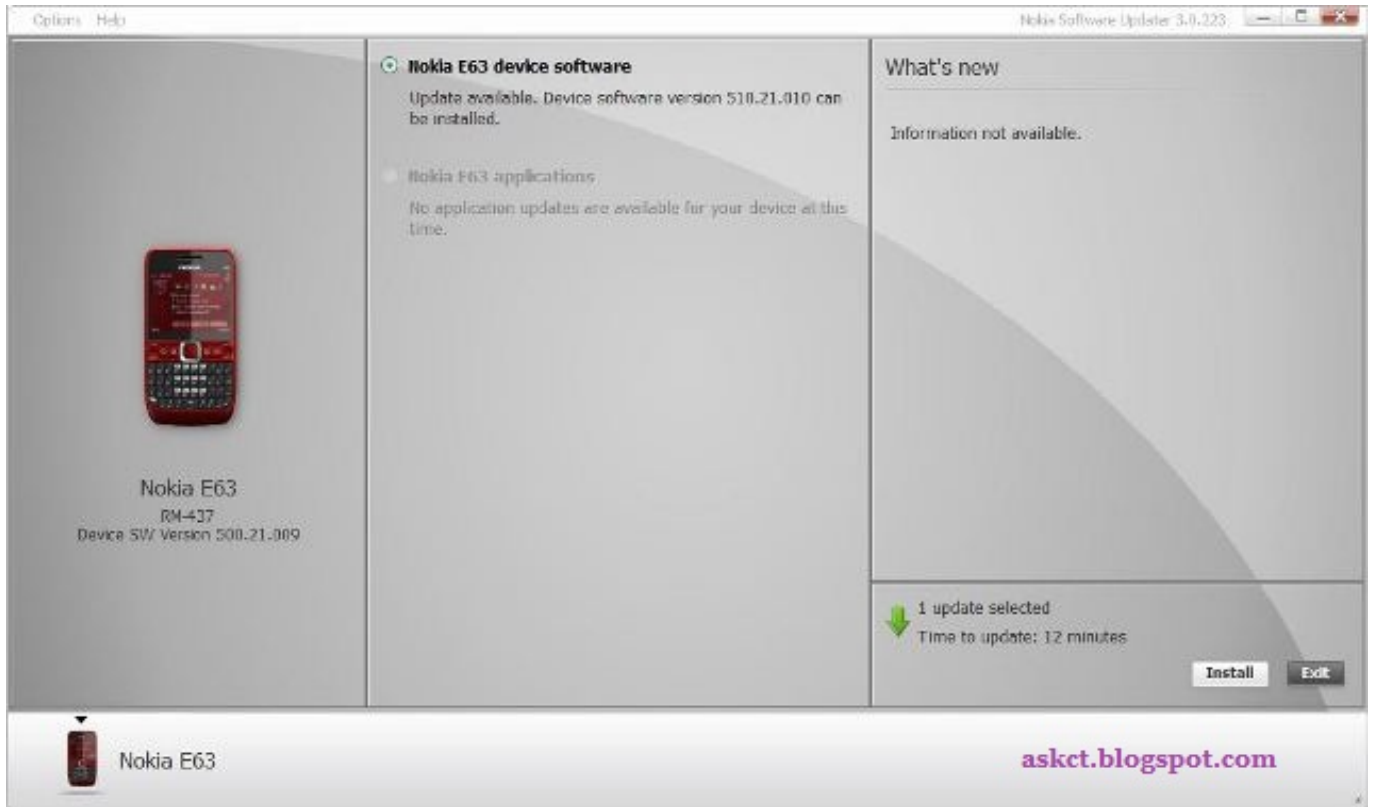 Options Help
Nokia Software Updater 3.0.223
Nokia E63 device software
Update available. Device software version 510.21.010 can
be installed.
Nokia E63 applications
No application updates are available for your device at this
time.
What's new
Information not available.
NOKIA
Nokia E63
RM-437
Device SW Version 500.21.009
1 update selected
Time to update: 12 minutes
Install Exit
Nokia E63
askct.blogspot.com